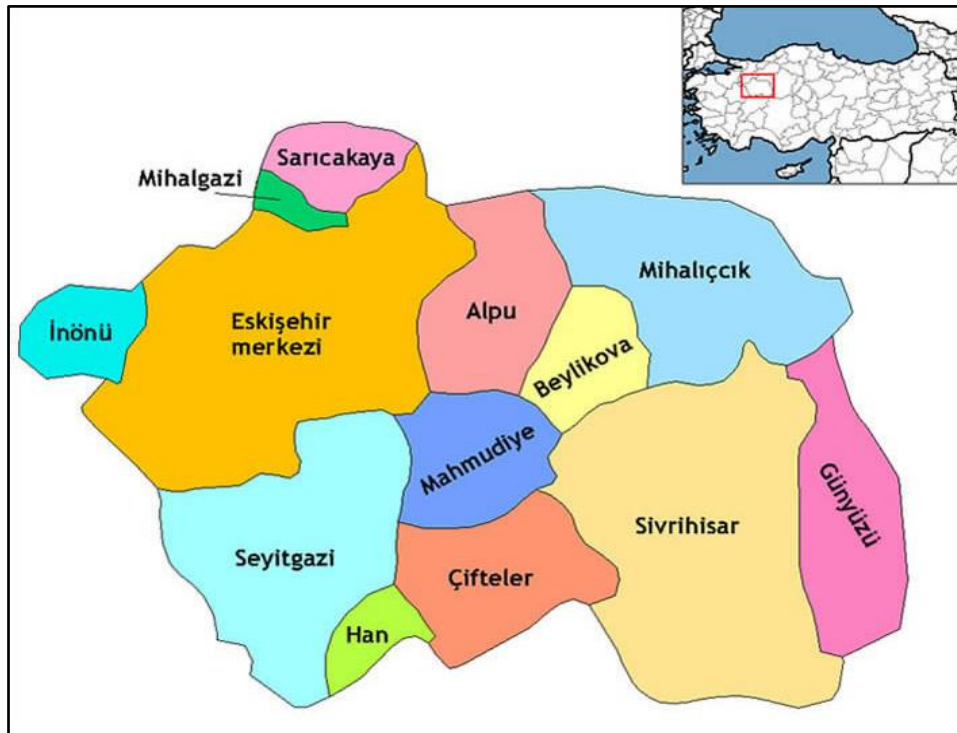 Sarıcakaya
Mihalgazi
Mihalıççık
İnönü
Eskişehir
merkezi
Alpu
Beylikova
Mahmudiye
Günyüzü
Sivrihisar
Seyitgazi
Çifteler
Han